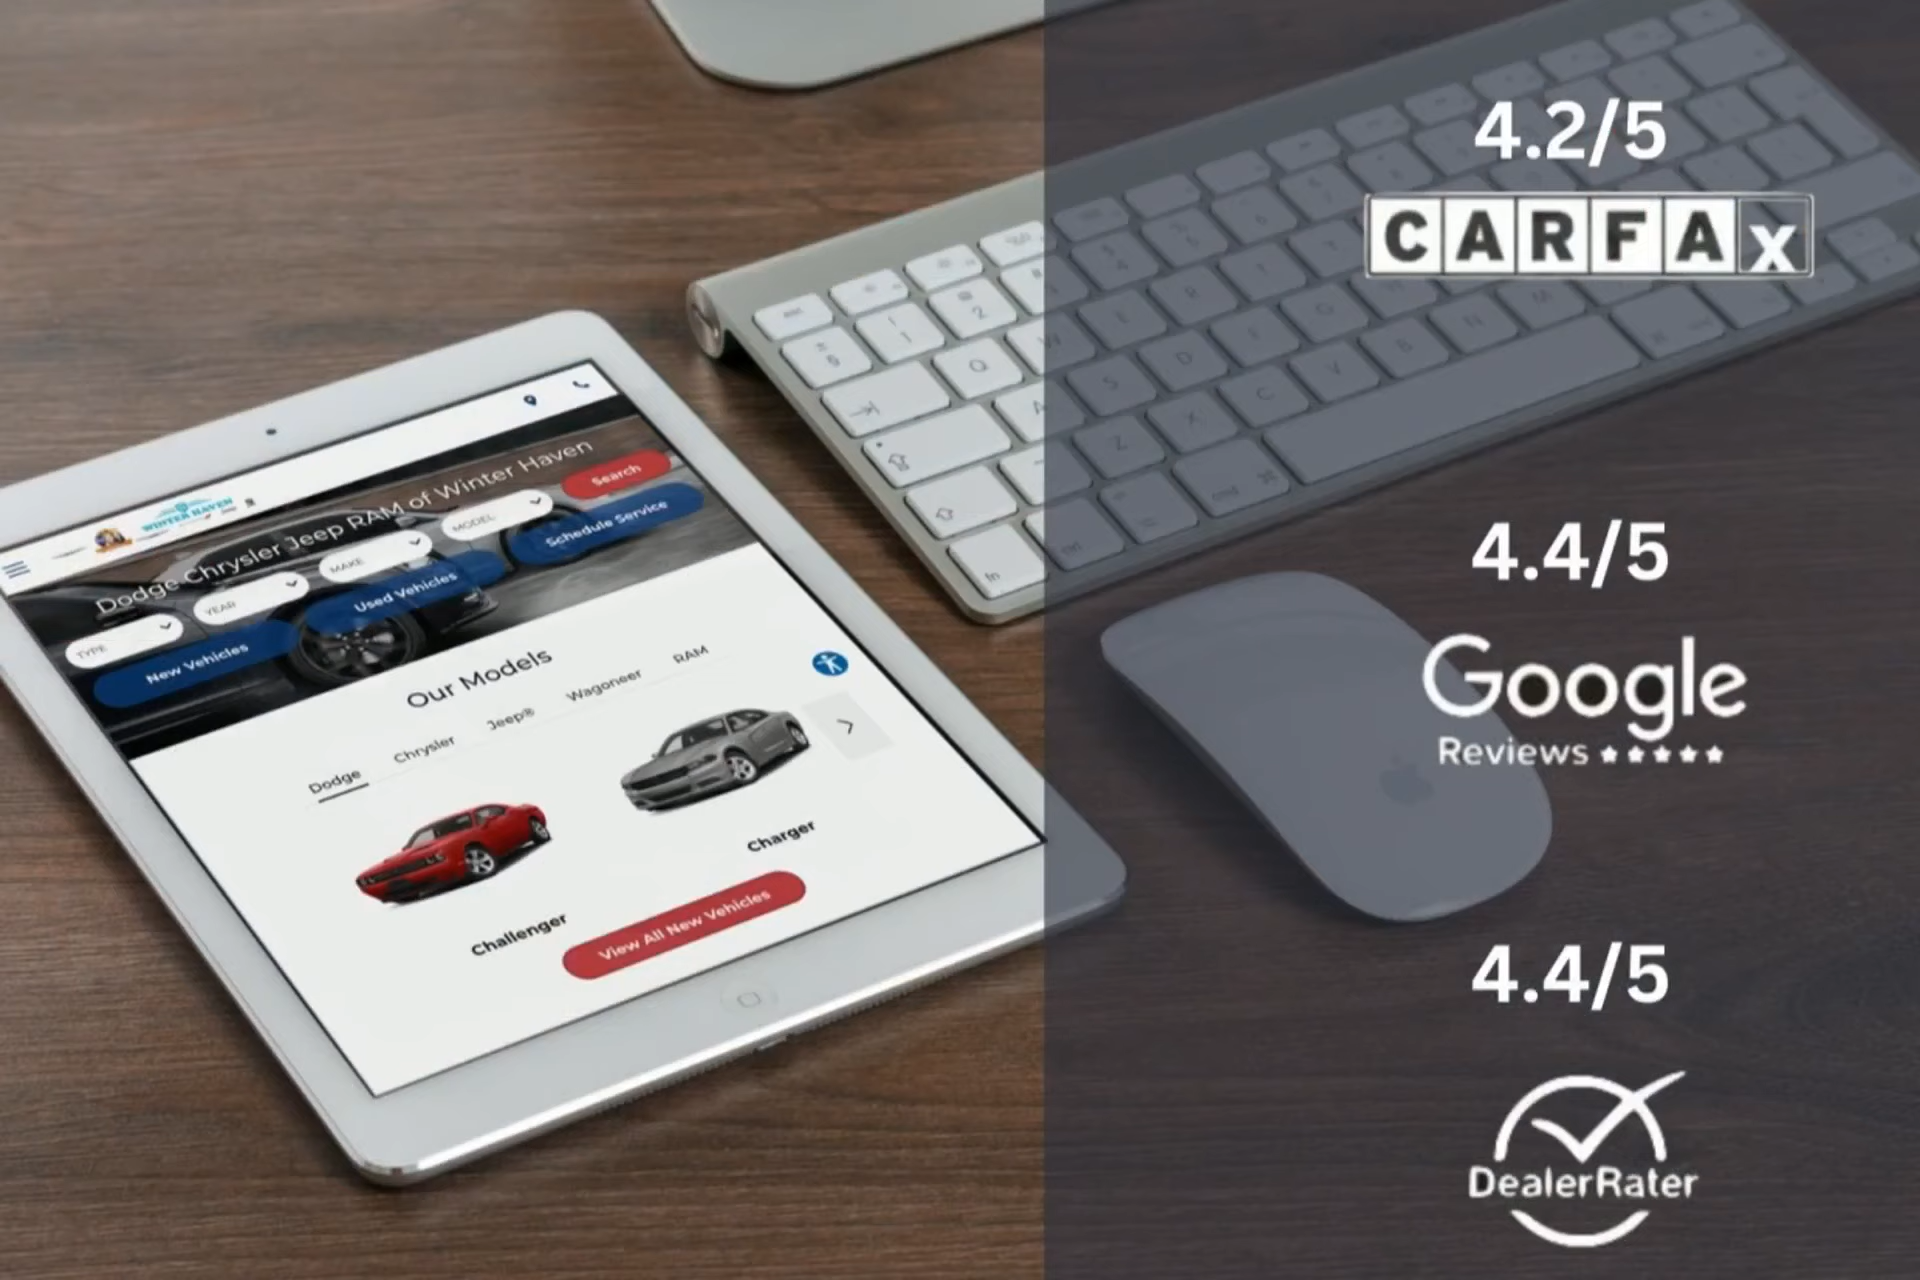 WINTER HAVEN
Dodge Chrysler Jeep RAM of Winter Haven
TYPE
YEAR
MAKE
MODEL
Search
New Vehicles
Used Vehicles
Schedule Service
Our Models
Dodge
Chrysler
Jeep®
Wagoneer
RAM
Challenger
Charger
View All New Vehicles
4.2/5
CARFAX
4.4/5
Google
Reviews
4.4/5
DealerRater